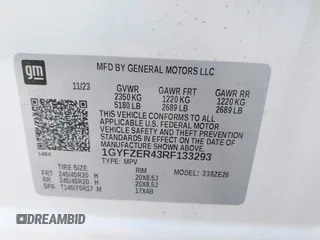 gm
MFD BY GENERAL MOTORS LLC
11/23 GVWR GAWR FRT GAWR RR
2350 KG 1220 KG 1220 KG
5180 LB 2689 LB 2689 LB
THIS VEHICLE CONFORMS TO ALL APPLICABLE
U.S. FEDERAL MOTOR VEHICLE SAFETY
AND THEFT PREVENTION STANDARDS IN
EFFECT ON THE DATE OF MANUFACTURE
SHOWN ABOVE.
1GYFZER43RF133293
TYPE: MPV MODEL: 336ZE26
TIRE SIZE RIM
FRT 245/45R20 H 20X8.5J
RR 245/45R20 H 20X8.5J
SPA T145/70R17 M 17X4B
AUTOHELPERBOT.COM